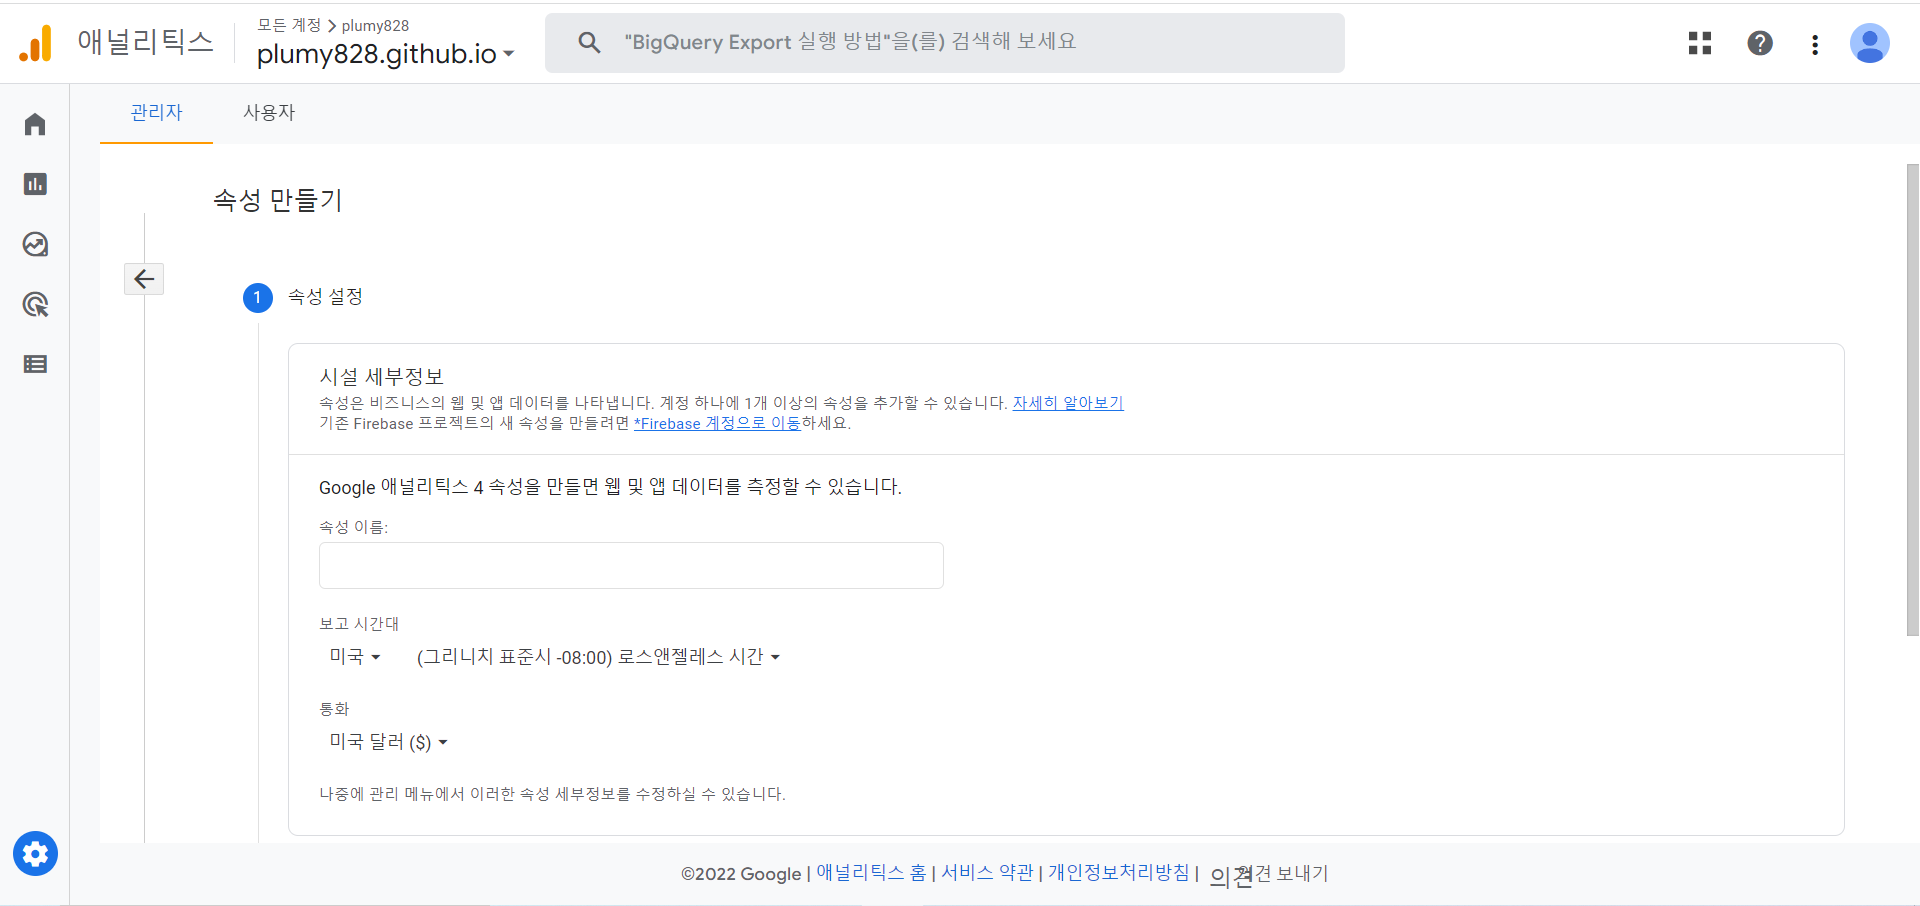 애널리틱스
모든 계정 > plumy828
plumy828.github.io
"BigQuery Export 실행 방법"을(를) 검색해 보세요
관리자 사용자
속성 만들기
1 속성 설정
시설 세부정보
속성은 비즈니스의 웹 및 앱 데이터를 나타냅니다. 계정 하나에 1개 이상의 속성을 추가할 수 있습니다. 자세히 알아보기
기존 Firebase 프로젝트의 새 속성을 만들려면 *Firebase 계정으로 이동하세요.
Google 애널리틱스 4 속성을 만들면 웹 및 앱 데이터를 측정할 수 있습니다.
속성 이름:
보고 시간대
미국 (그리니치 표준시 -08:00) 로스앤젤레스 시간
통화
미국 달러 ($)
나중에 관리 메뉴에서 이러한 속성 세부정보를 수정하실 수 있습니다.
©2022 Google | 애널리틱스 홈 | 서비스 약관 | 개인정보처리방침 | 의견 의견 보내기